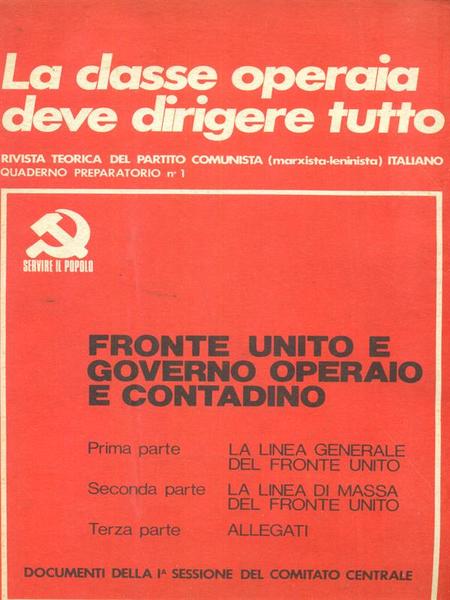 La classe operaia
deve dirigere tutto
RIVISTA TEORICA DEL PARTITO COMUNISTA (marxista-leninista) ITALIANO
QUADERNO PREPARATORIO n° 1
SERVIRE IL POPOLO
FRONTE UNITO E
GOVERNO OPERAIO
E CONTADINO
Prima parte LA LINEA GENERALE
DEL FRONTE UNITO
Seconda parte LA LINEA DI MASSA
DEL FRONTE UNITO
Terza parte ALLEGATI
DOCUMENTI DELLA Iª SESSIONE DEL COMITATO CENTRALE